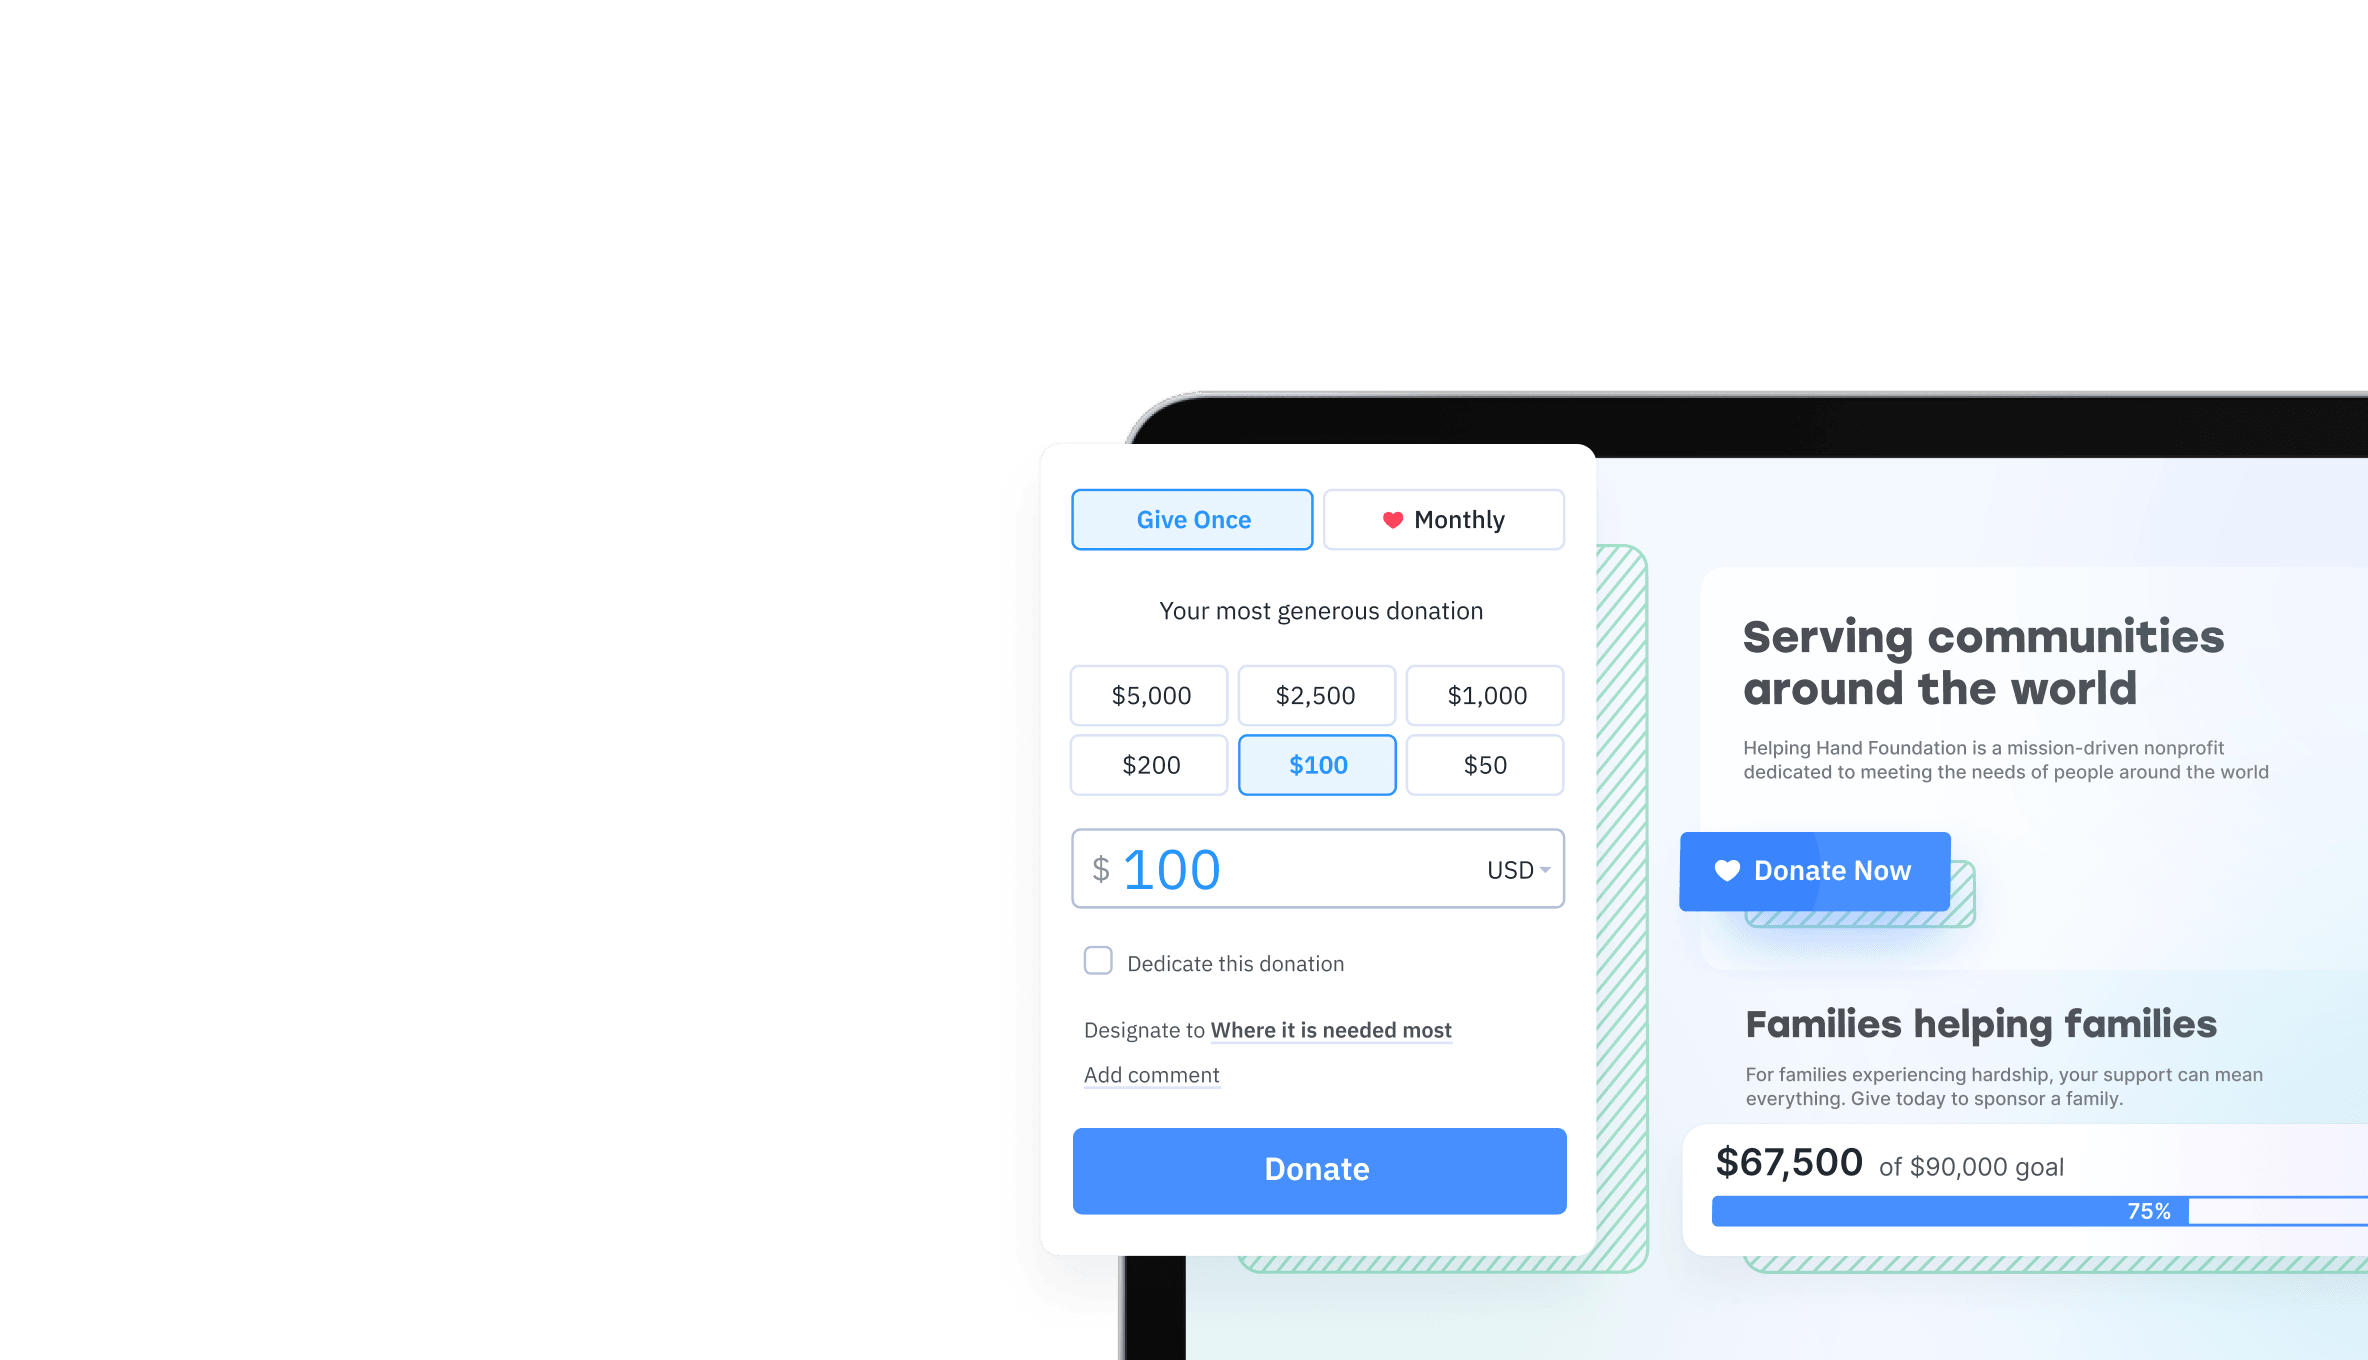 Give Once
Monthly
Your most generous donation
$5,000
$2,500
$1,000
$200
$100
$50
$ 100
USD
Dedicate this donation
Designate to Where it is needed most
Add comment
Donate
Serving communities
around the world
Helping Hand Foundation is a mission-driven nonprofit
dedicated to meeting the needs of people around the world
Donate Now
Families helping families
For families experiencing hardship, your support can mean
everything. Give today to sponsor a family.
$67,500 of $90,000 goal
75%